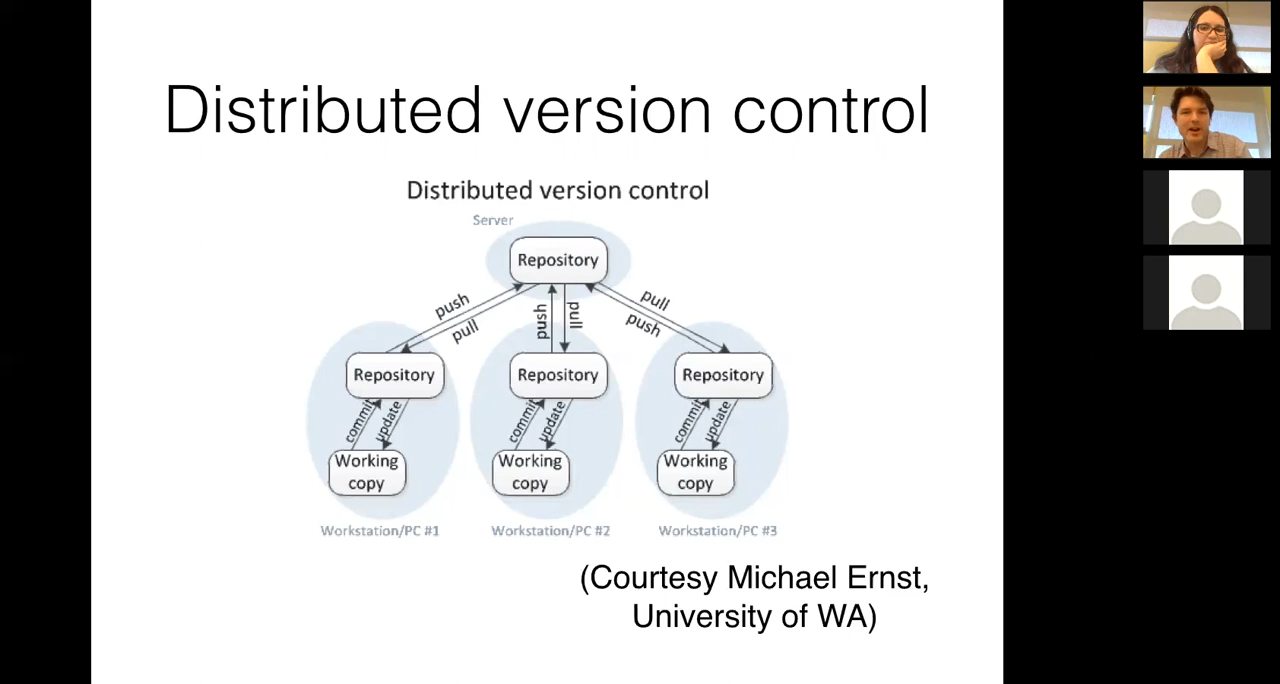 Distributed version control
Distributed version control
Server
Repository
push
pull
push
pull
pull
push
Repository
Repository
Repository
commit
update
commit
update
commit
update
Working
copy
Working
copy
Working
copy
Workstation/PC #1
Workstation/PC #2
Workstation/PC #3
(Courtesy Michael Ernst,
University of WA)